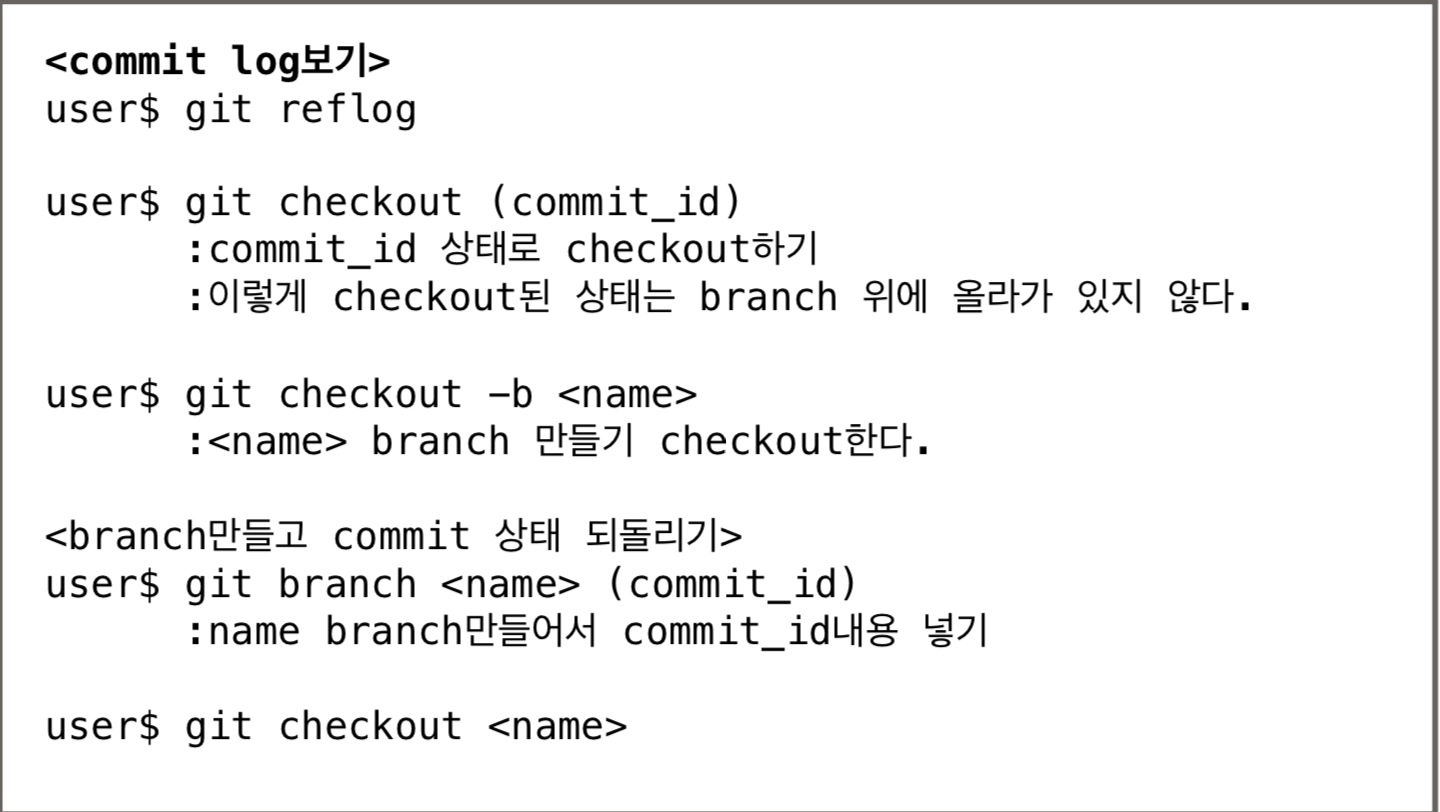 <commit log보기>
user$ git reflog
user$ git checkout (commit_id)
:commit_id 상태로 checkout하기
:이렇게 checkout된 상태는 branch 위에 올라가 있지 않다.
user$ git checkout –b <name>
:<name> branch 만들기 checkout한다.
<branch만들고 commit 상태 되돌리기>
user$ git branch <name> (commit_id)
:name branch만들어서 commit_id내용 넣기
user$ git checkout <name>